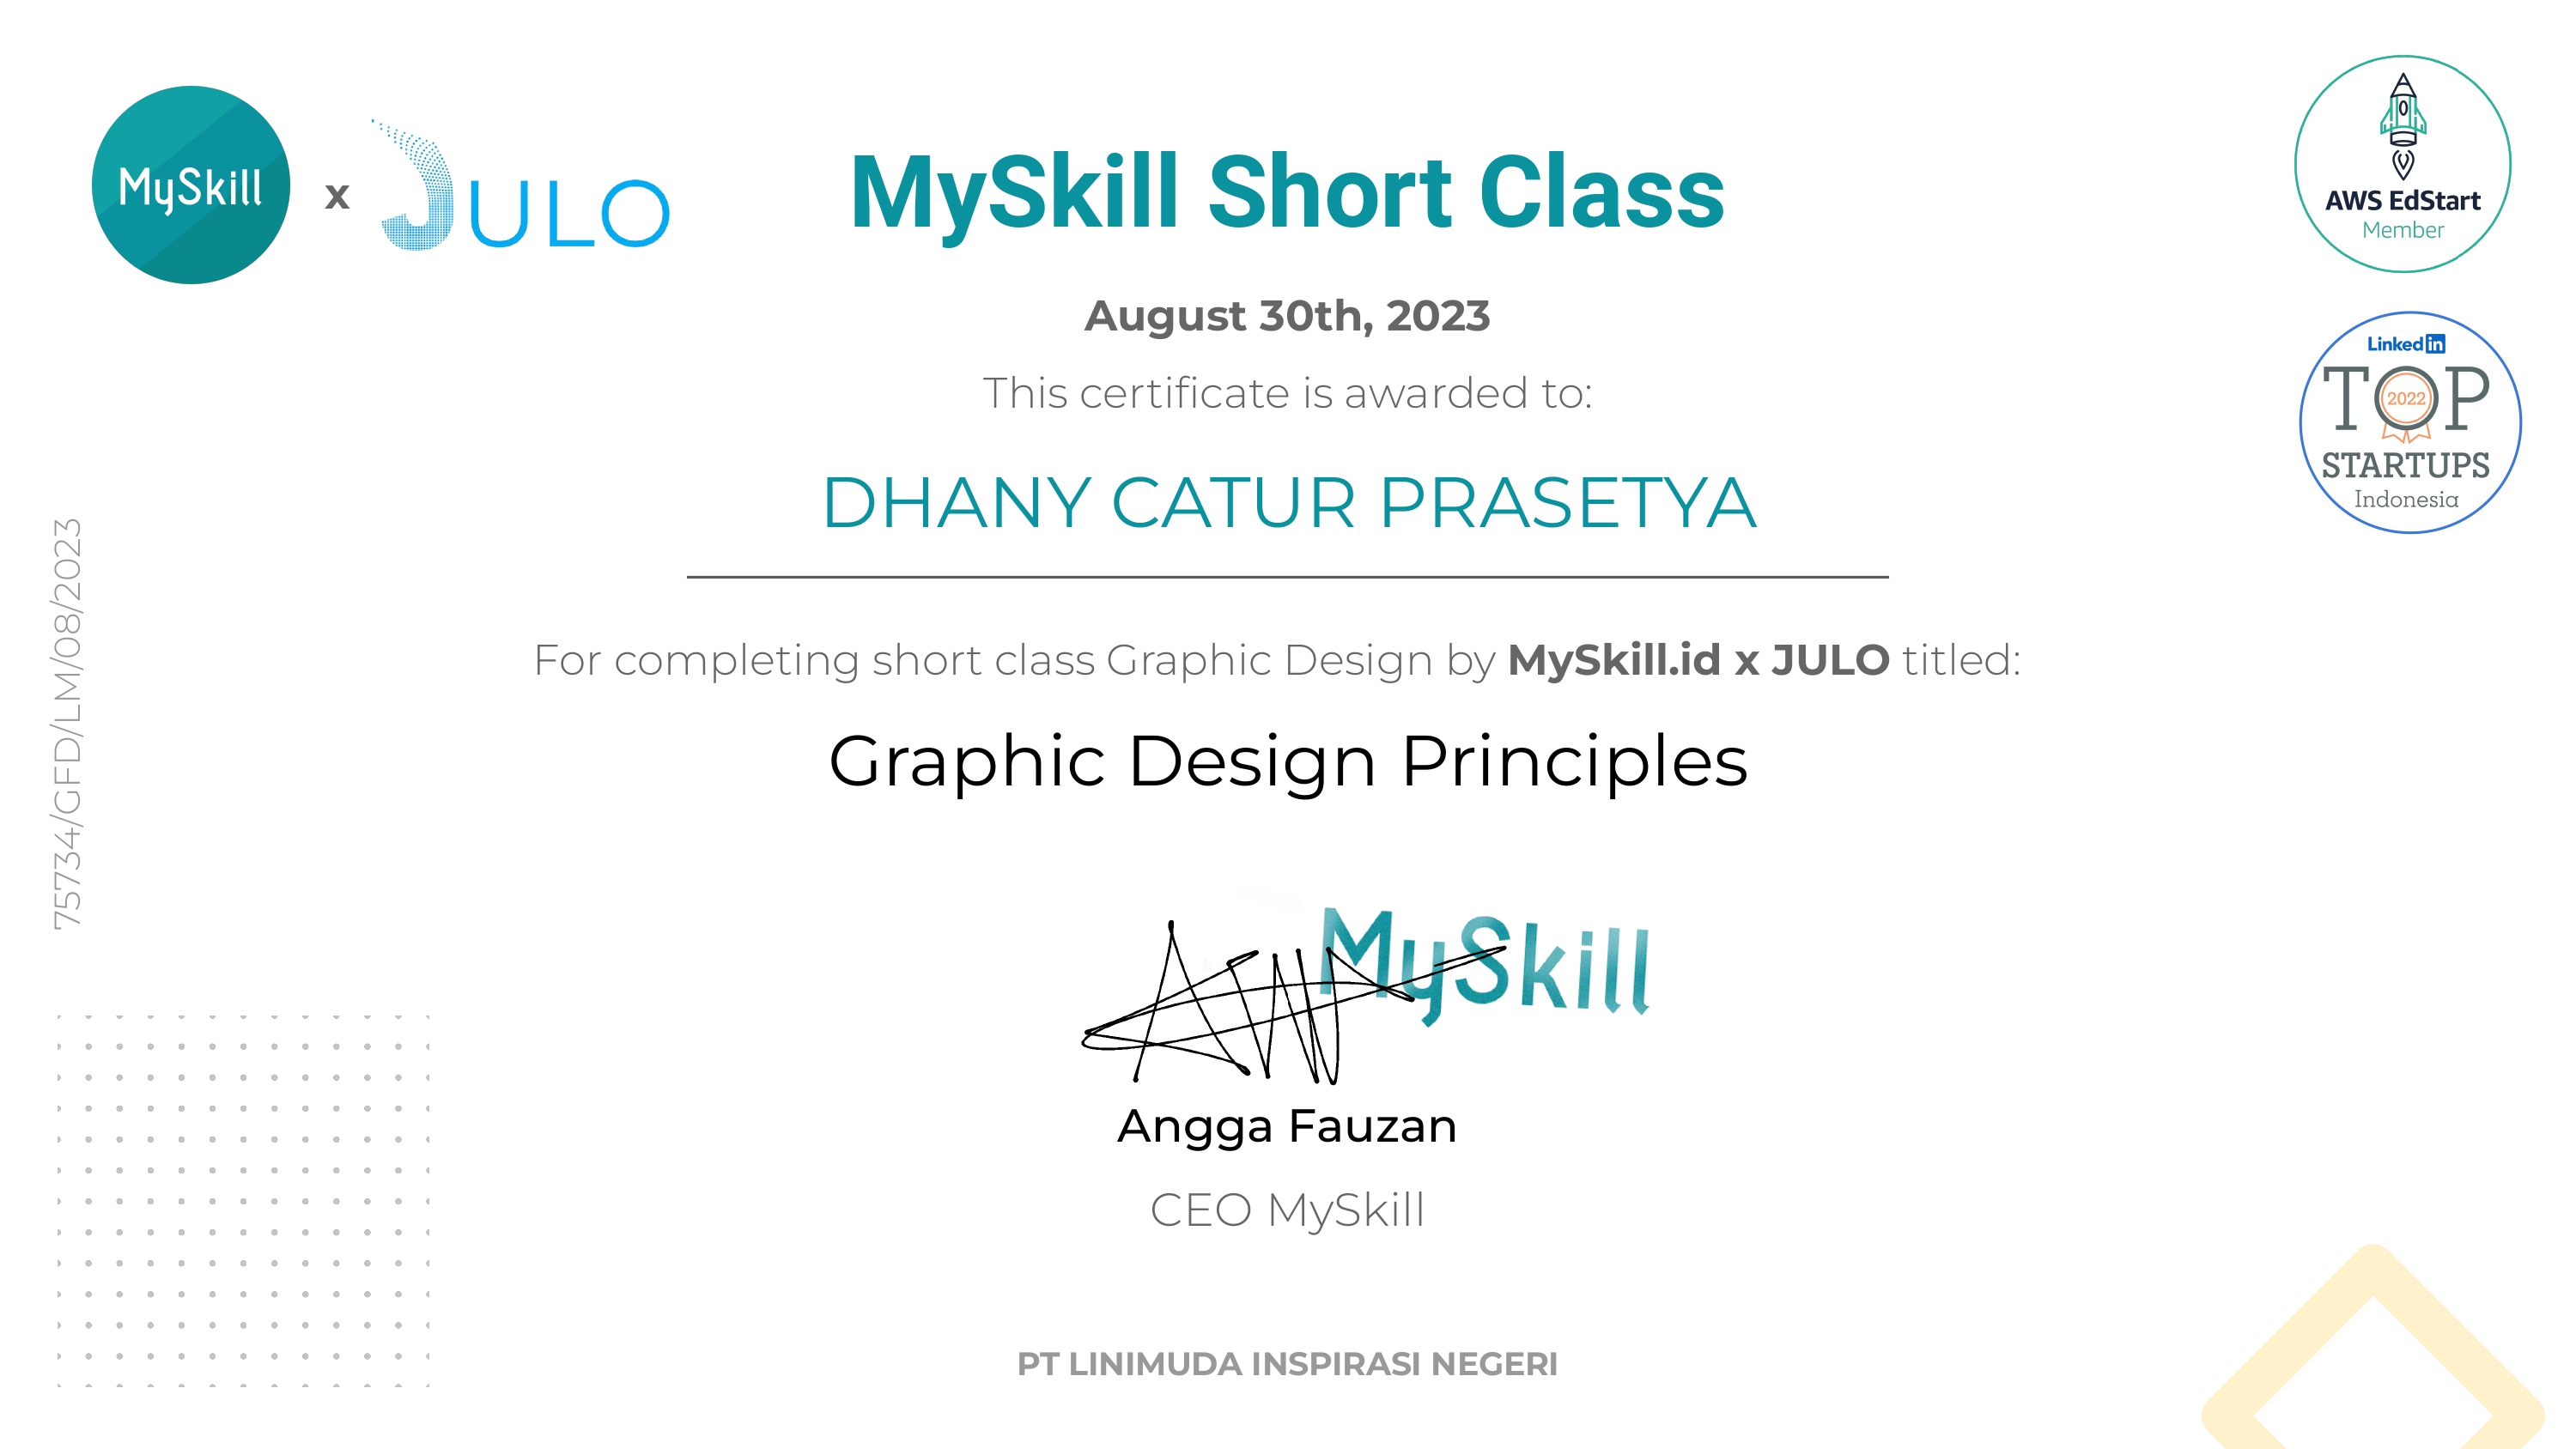 MySkill
x
JULO
MySkill Short Class
AWS EdStart
Member
August 30th, 2023
LinkedIn
TOP
2022
STARTUPS
Indonesia
This certificate is awarded to:
DHANY CATUR PRASETYA
For completing short class Graphic Design by MySkill.id x JULO titled:
Graphic Design Principles
75734/GFD/LM/08/2023
MySkill
Angga Fauzan
CEO MySkill
PT LINIMUDA INSPIRASI NEGERI